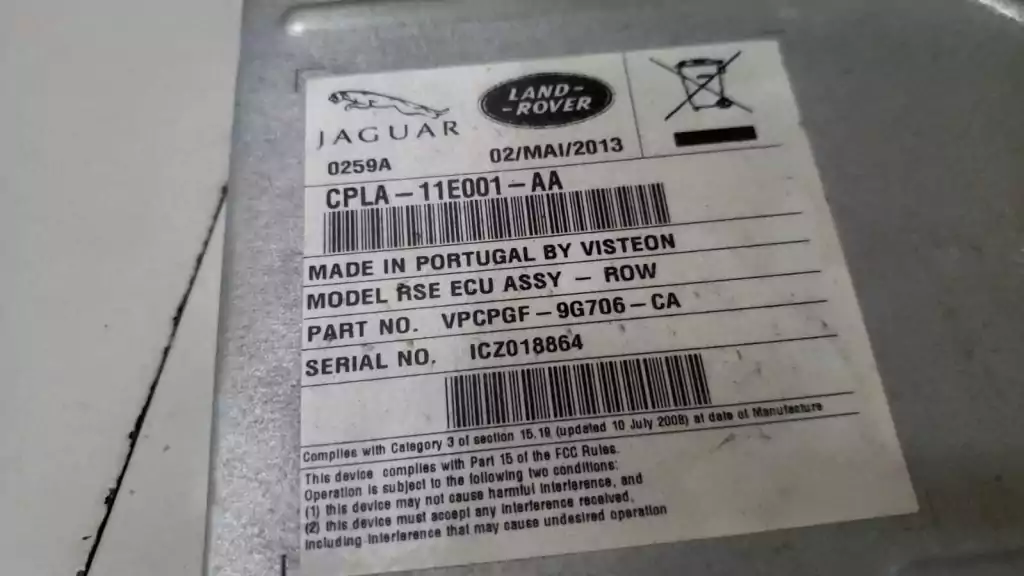 JAGUAR
LAND-
-ROVER
0259A 02/MAI/2013
CPLA-11E001-AA
MADE IN PORTUGAL BY VISTEON
MODEL RSE ECU ASSY - ROW
PART NO. VPCPGF-9G706-CA
SERIAL NO. ICZ018864
Complies with Category 3 of section 15.19 (updated 10 July 2008) at date of Manufacture
This device complies with Part 15 of the FCC Rules.
Operation is subject to the following two conditions:
(1) this device may not cause harmful interference, and
(2) this device must accept any interference received,
including interference that may cause undesired operation